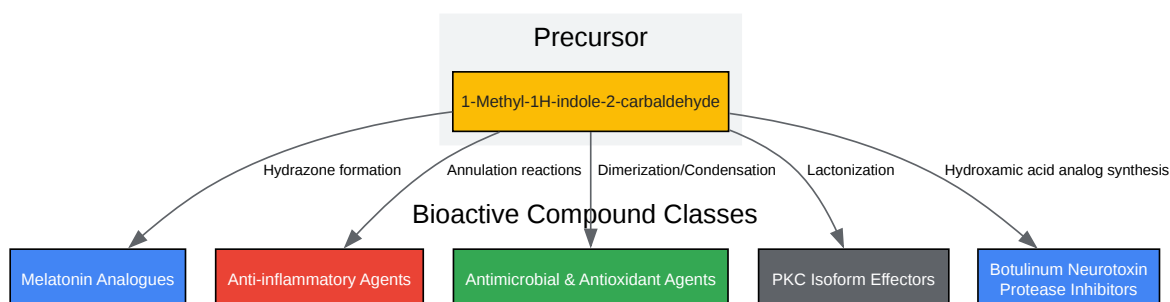 Precursor
1-Methyl-1H-indole-2-carbaldehyde
Hydrazone formation
Annulation reactions
Dimerization/Condensation
Lactonization
Hydroxamic acid analog synthesis
Bioactive Compound Classes
Melatonin Analogues
Anti-inflammatory Agents
Antimicrobial & Antioxidant Agents
PKC Isoform Effectors
Botulinum Neurotoxin
Protease Inhibitors